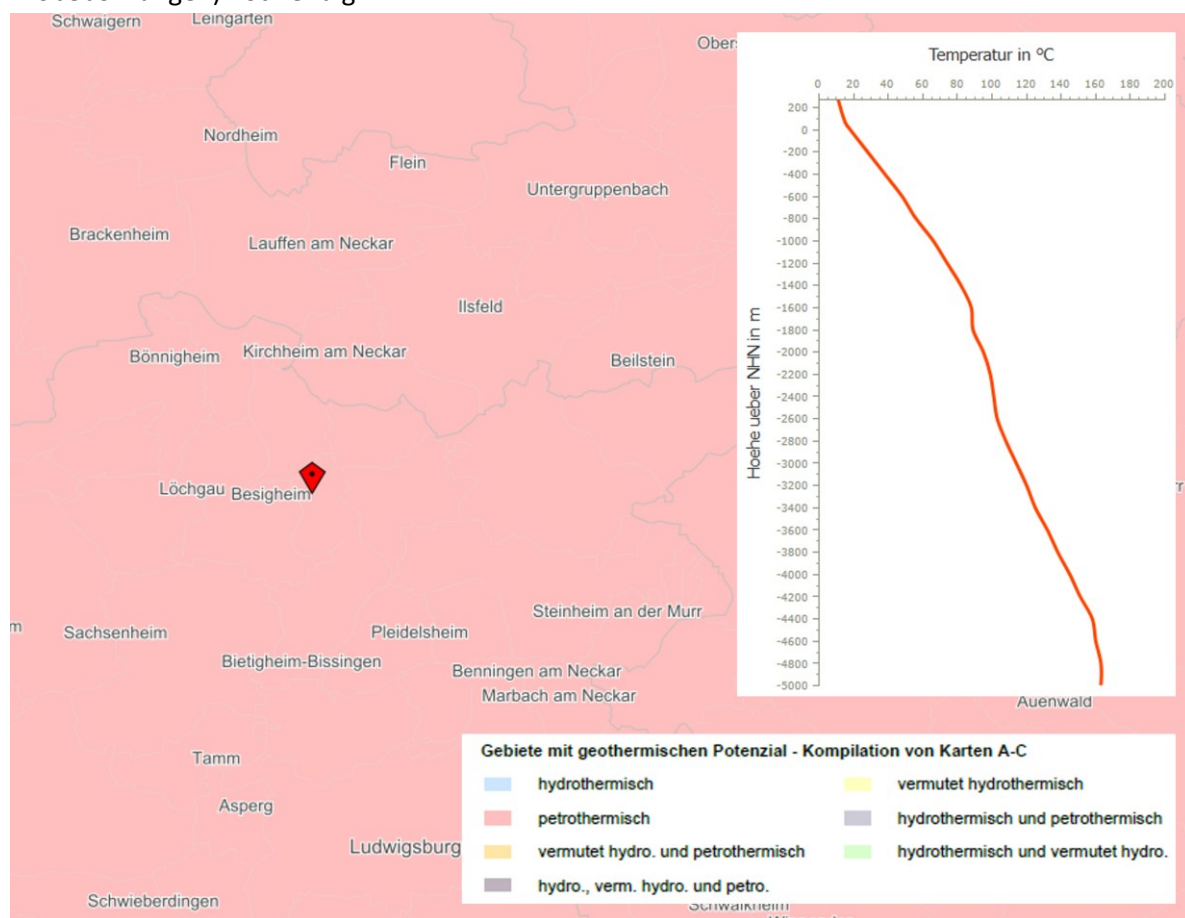 Schwaigern
Leingarten
Nordheim
Flein
Untergruppenbach
Brackenheim
Lauffen am Neckar
Ilsfeld
Bönnigheim
Kirchheim am Neckar
Beilstein
Löchgau
Besigheim
Steinheim an der Murr
Sachsenheim
Pleidelsheim
Bietigheim-Bissingen
Benningen am Neckar
Marbach am Neckar
Auenwald
Tamm
Asperg
Ludwigsburg
Schwieberdingen
Temperatur in °C
0 20 40 60 80 100 120 140 160 180 200
Hoehe ueber NHN in m
200
0
-200
-400
-600
-800
-1000
-1200
-1400
-1600
-1800
-2000
-2200
-2400
-2600
-2800
-3000
-3200
-3400
-3600
-3800
-4000
-4200
-4400
-4600
-4800
-5000
Gebiete mit geothermischen Potenzial - Kompilation von Karten A-C
hydrothermisch
vermutet hydrothermisch
petrothermisch
hydrothermisch und petrothermisch
vermutet hydro. und petrothermisch
hydrothermisch und vermutet hydro.
hydro., verm. hydro. und petro.